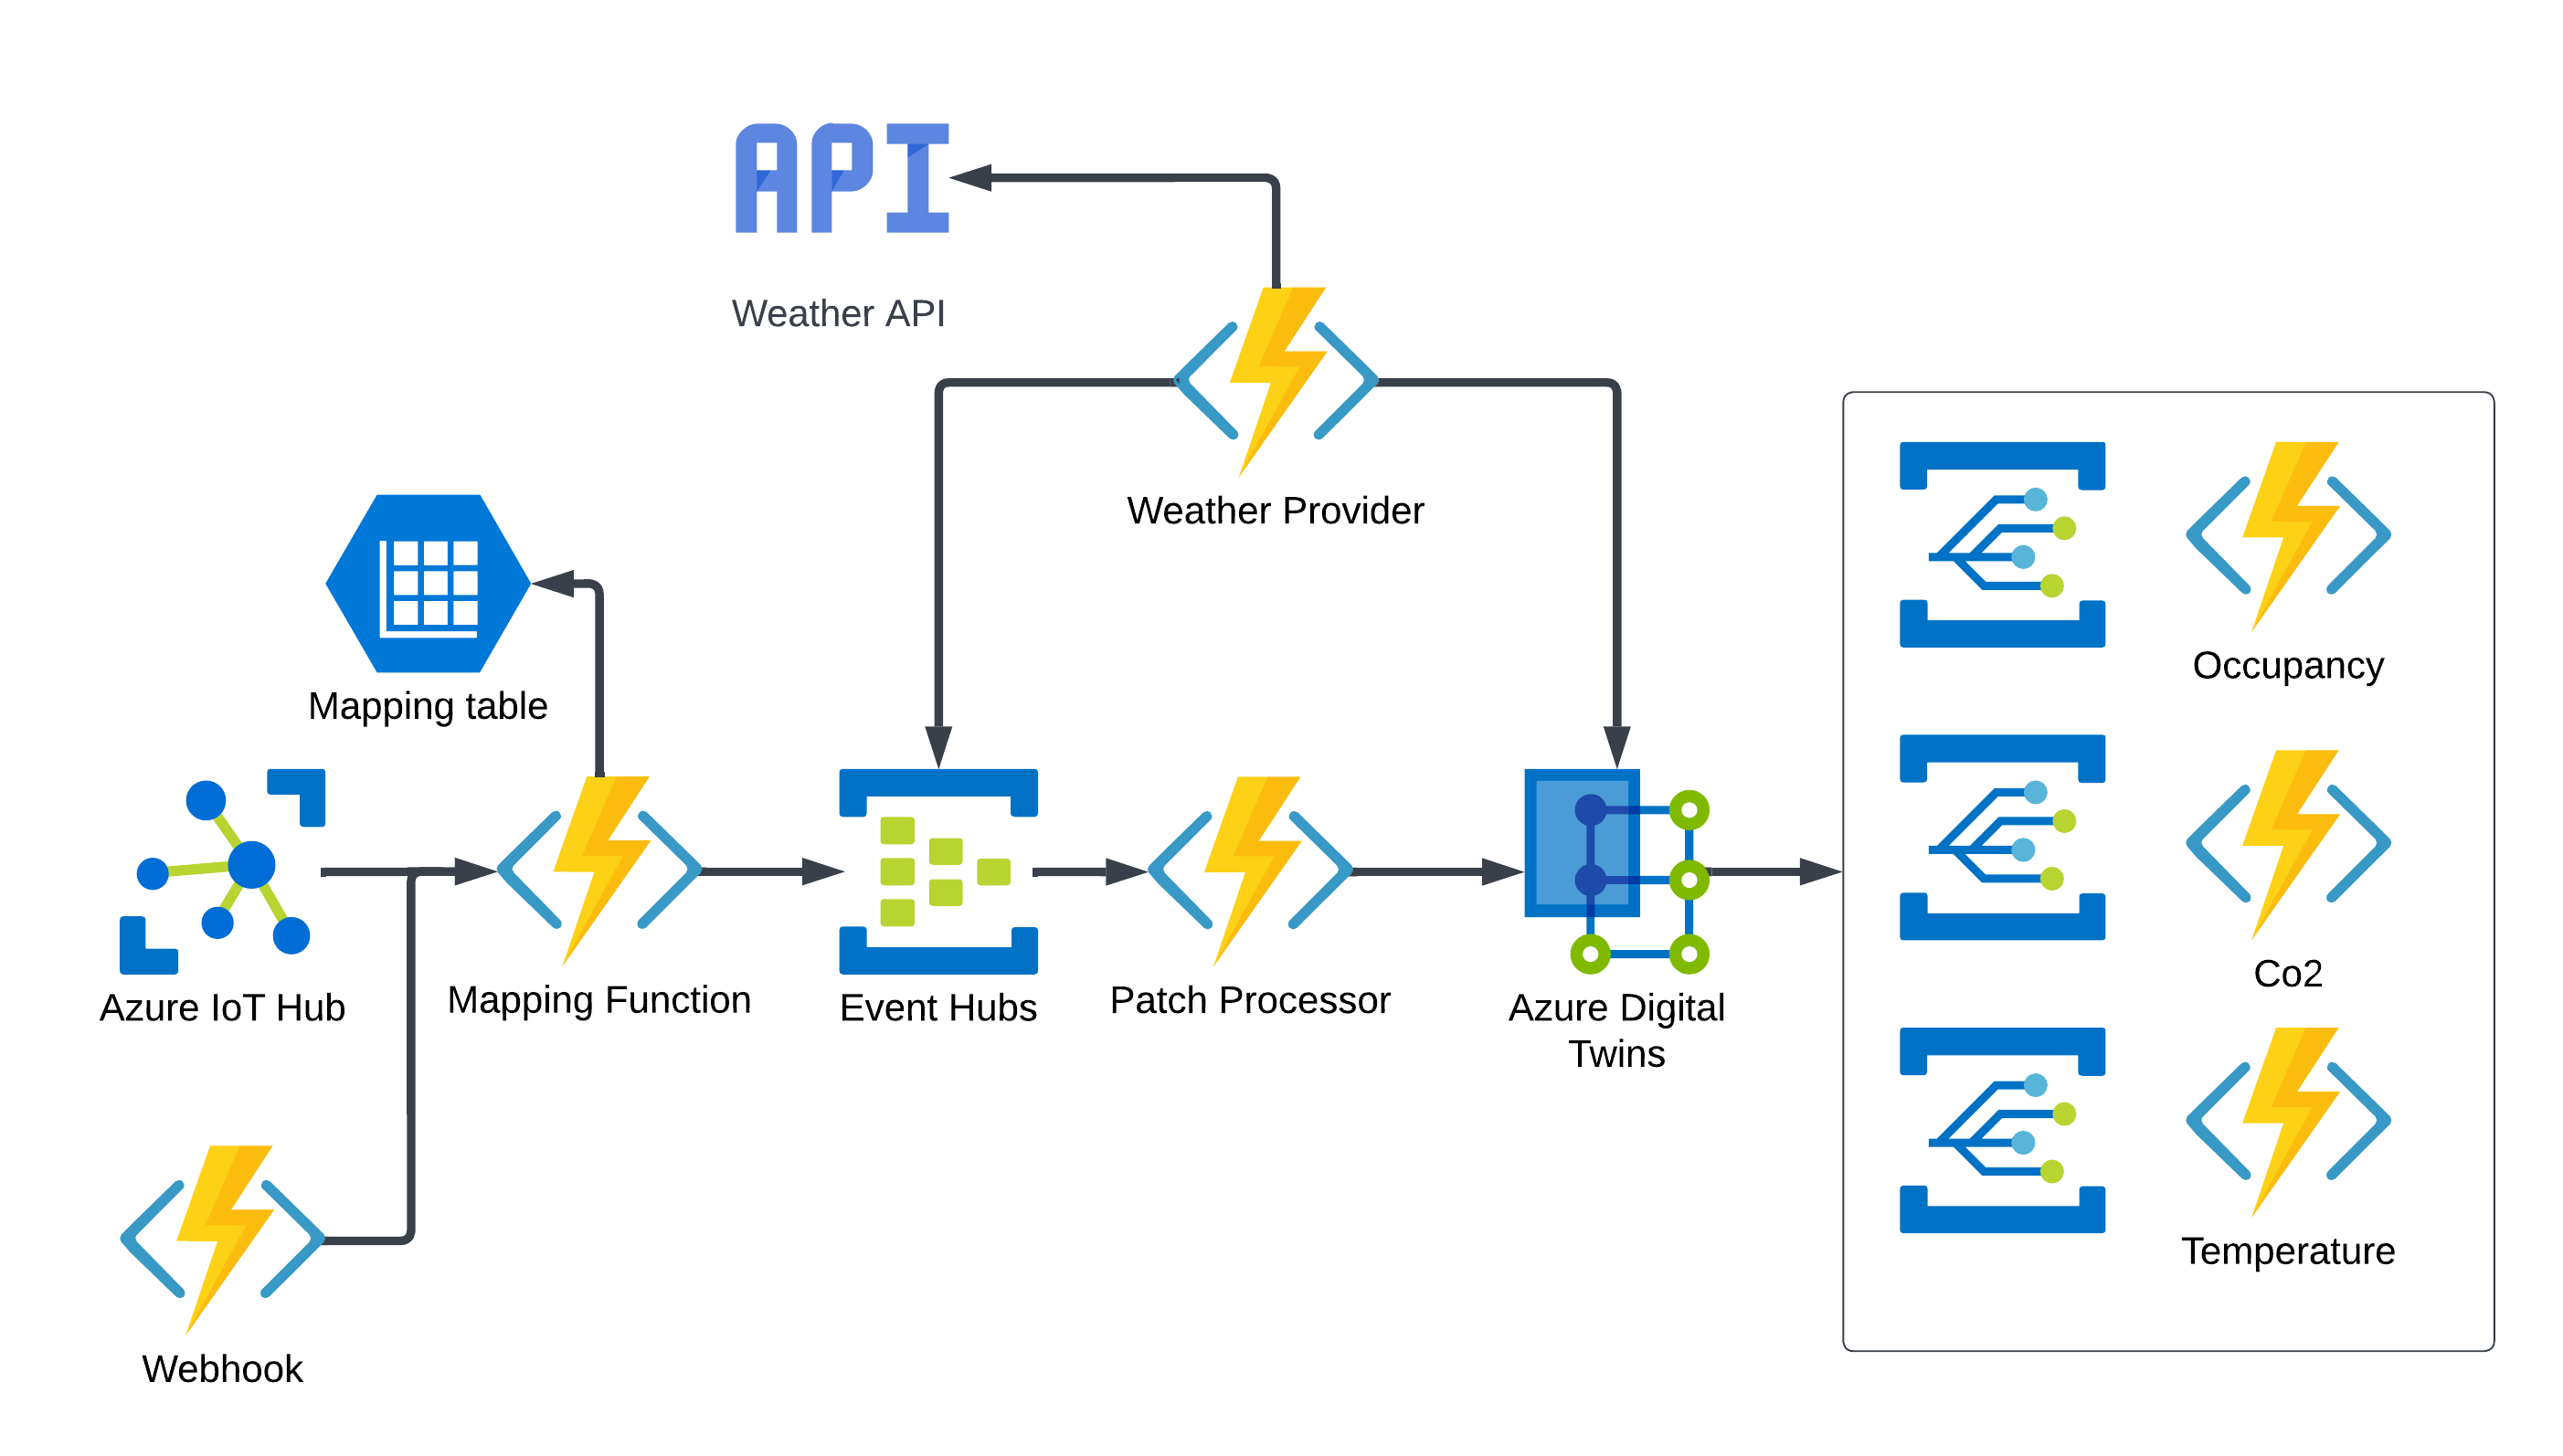 API
Weather API
Weather Provider
Mapping table
Occupancy
Azure IoT Hub
Mapping Function
Event Hubs
Patch Processor
Azure Digital
Twins
Co2
Temperature
Webhook